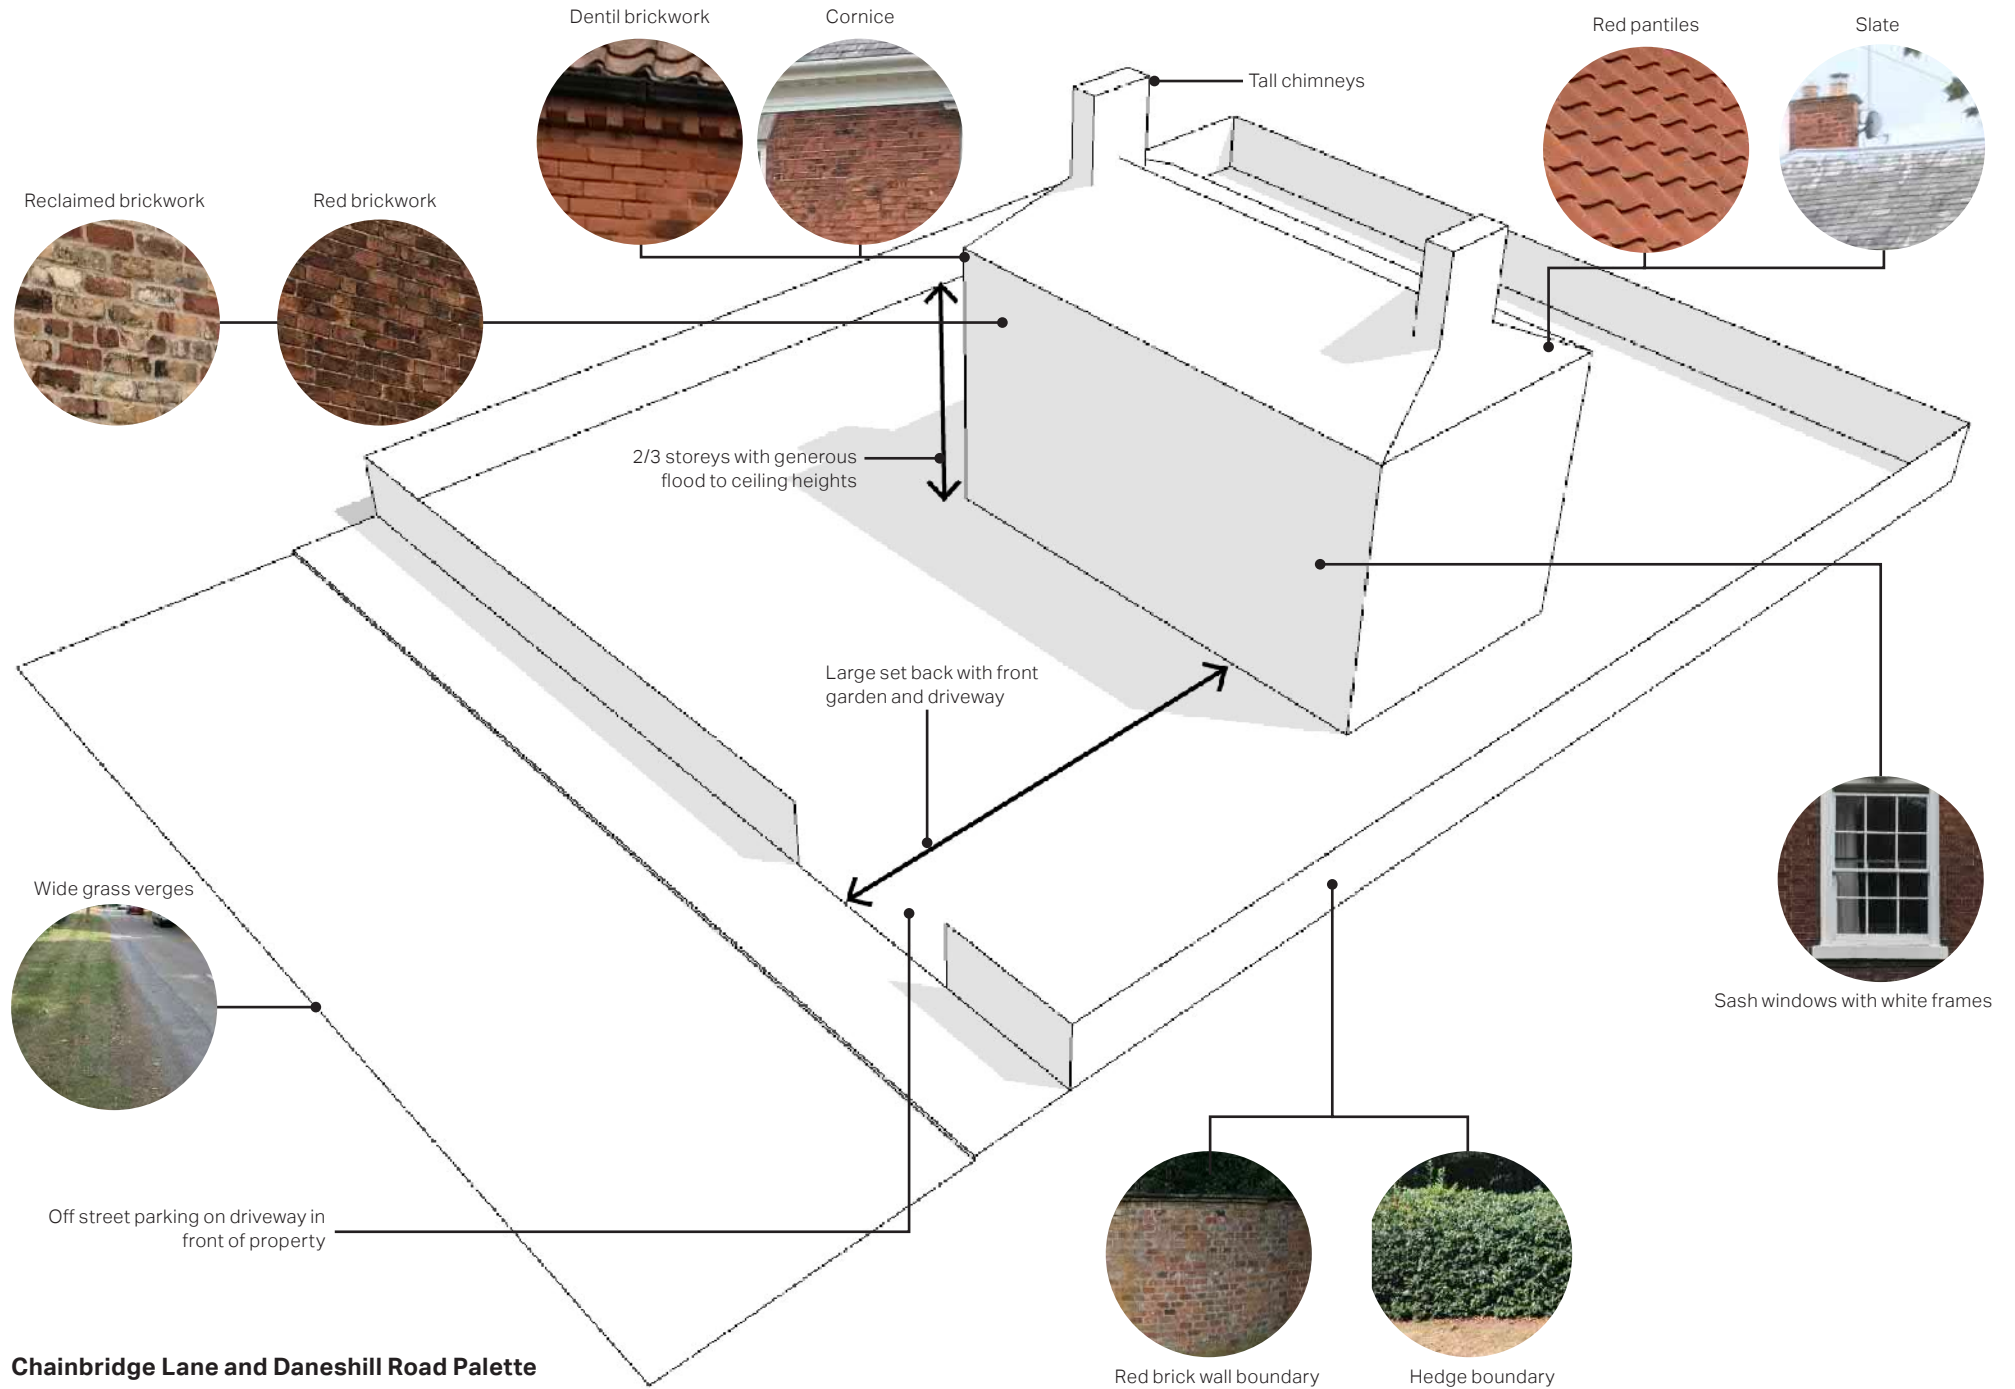 Dentil brickwork
Cornice
Red pantiles
Slate
Tall chimneys
Reclaimed brickwork
Red brickwork
2/3 storeys with generous
flood to ceiling heights
Large set back with front
garden and driveway
Wide grass verges
Sash windows with white frames
Off street parking on driveway in
front of property
Red brick wall boundary
Hedge boundary
Chainbridge Lane and Daneshill Road Palette